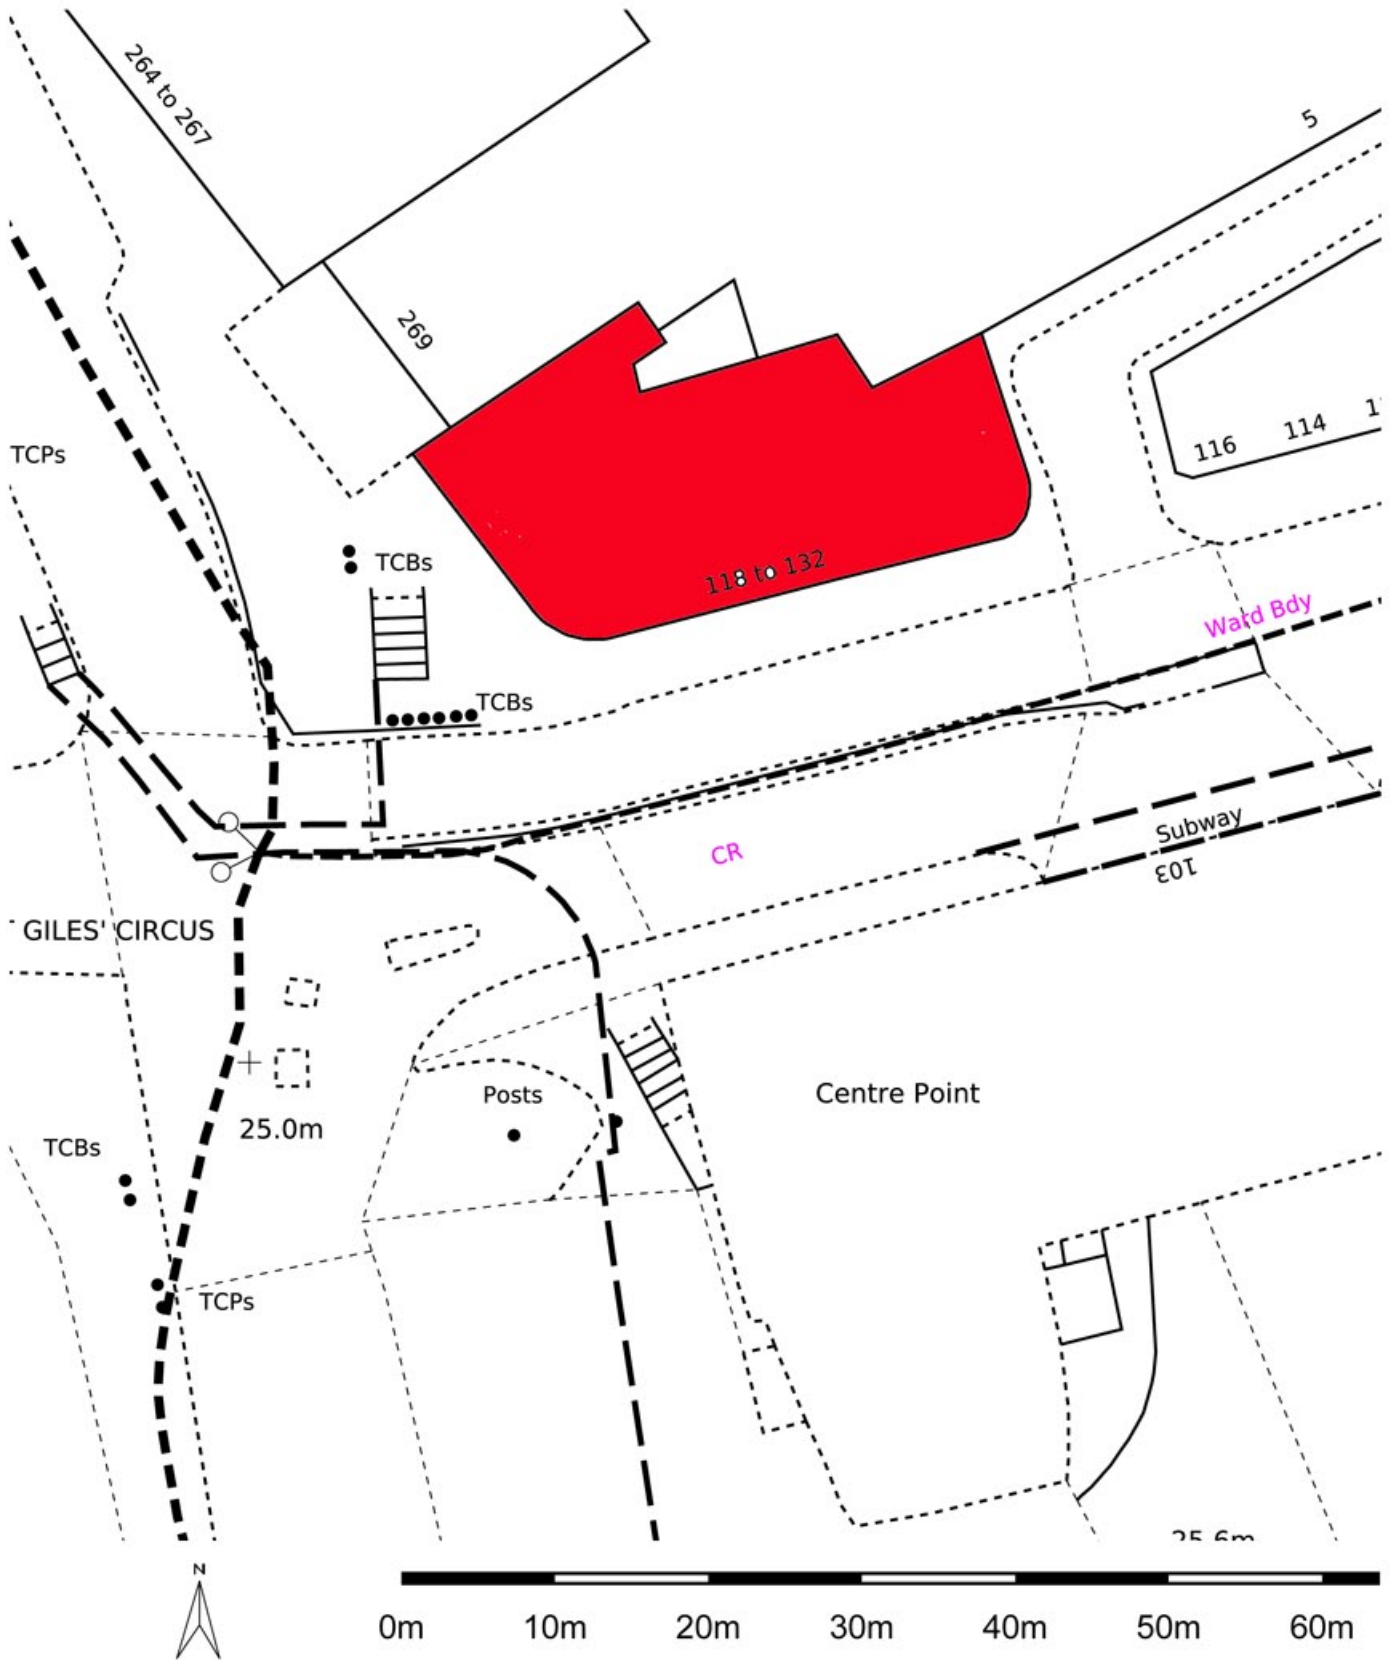 264 to 267
5
269
TCPs
116
114
TCBs
118 to 132
Ward Bdy
TCBs
Subway
103
CR
GILES' CIRCUS
Posts
Centre Point
25.0m
TCBs
TCPs
N
0m 10m 20m 30m 40m 50m 60m